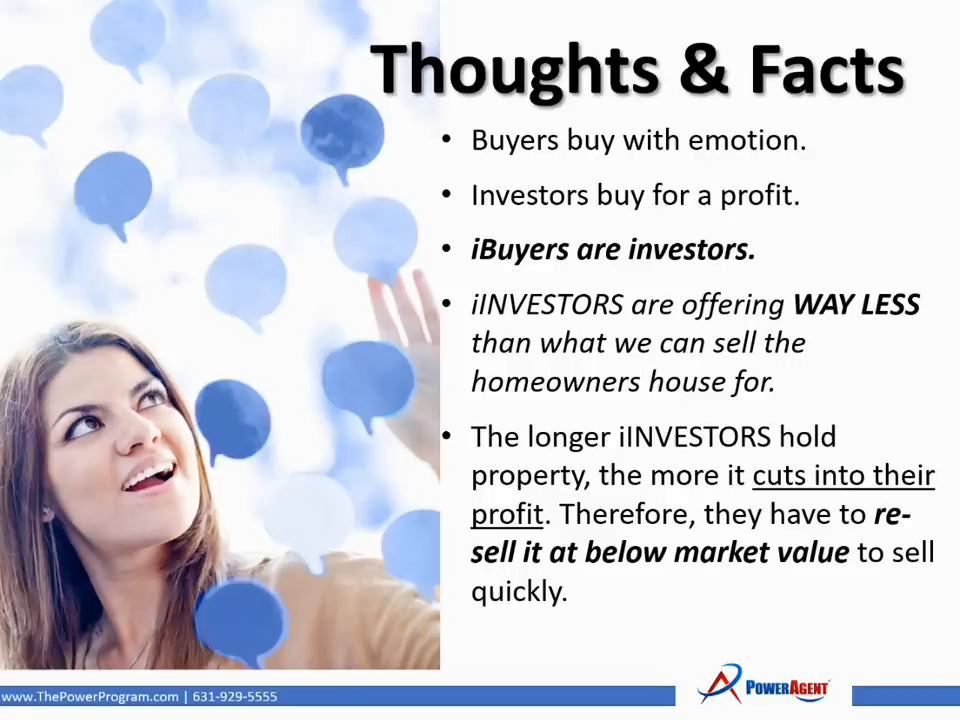 Thoughts & Facts
• Buyers buy with emotion.
• Investors buy for a profit.
• iBuyers are investors.
• iINVESTORS are offering WAY LESS
than what we can sell the
homeowners house for.
• The longer iINVESTORS hold
property, the more it cuts into their
profit. Therefore, they have to re-
sell it at below market value to sell
quickly.
www.ThePowerProgram.com | 631-929-5555
POWERAGENT